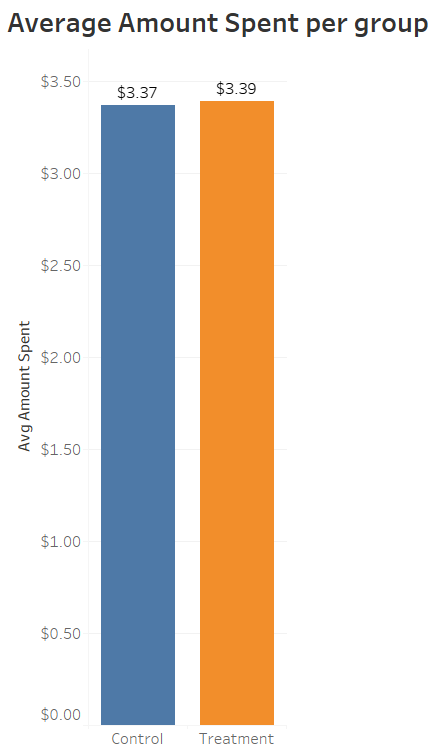 Average Amount Spent per group
$3.50
$3.37
$3.39
$3.00
$2.50
$2.00
Avg Amount Spent
$1.50
$1.00
$0.50
$0.00
Control
Treatment